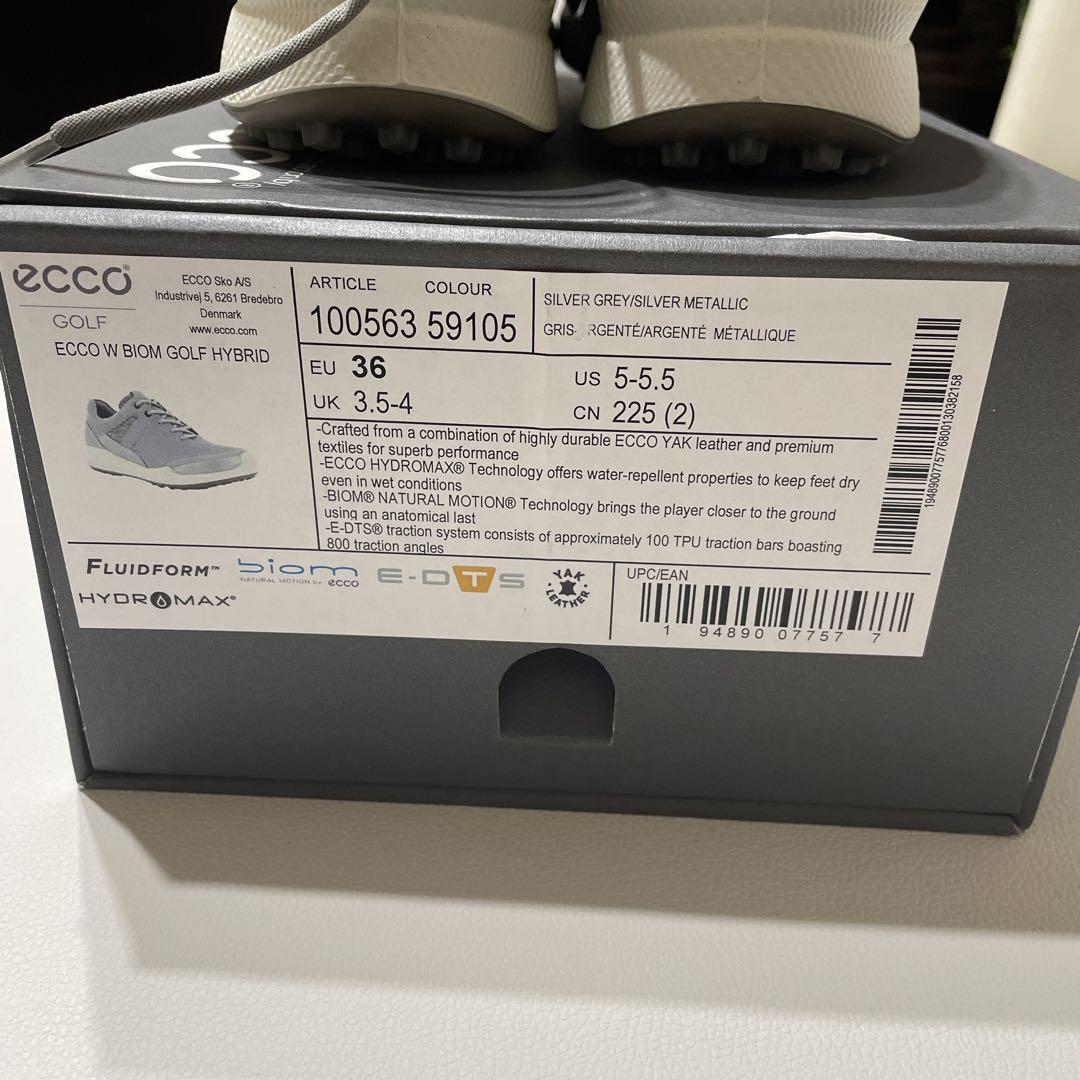 ecco®
GOLF
ECCO Sko A/S
Industrivej 5, 6261 Bredebro
Denmark
www.ecco.com
ECCO W BIOM GOLF HYBRID
ARTICLE COLOUR
100563 59105
SILVER GREY/SILVER METALLIC
GRIS- RGENTÉ/ARGENTÉ MÉTALLIQUE
EU 36
US 5-5.5
UK 3.5-4
CN 225 (2)
-Crafted from a combination of highly durable ECCO YAK leather and premium
textiles for superb performance
-ECCO HYDROMAX® Technology offers water-repellent properties to keep feet dry
even in wet conditions
-BIOM® NATURAL MOTION® Technology brings the player closer to the ground
using an anatomical last
-E-DTS® traction system consists of approximately 100 TPU traction bars boasting
800 traction angles
19489007757768001303821​58
FLUIDFORM™
biom
NATURAL MOTION by ecco
E-DTS
YAK
LEATHER
HYDROMAX®
UPC/EAN
1 94890 07757 7